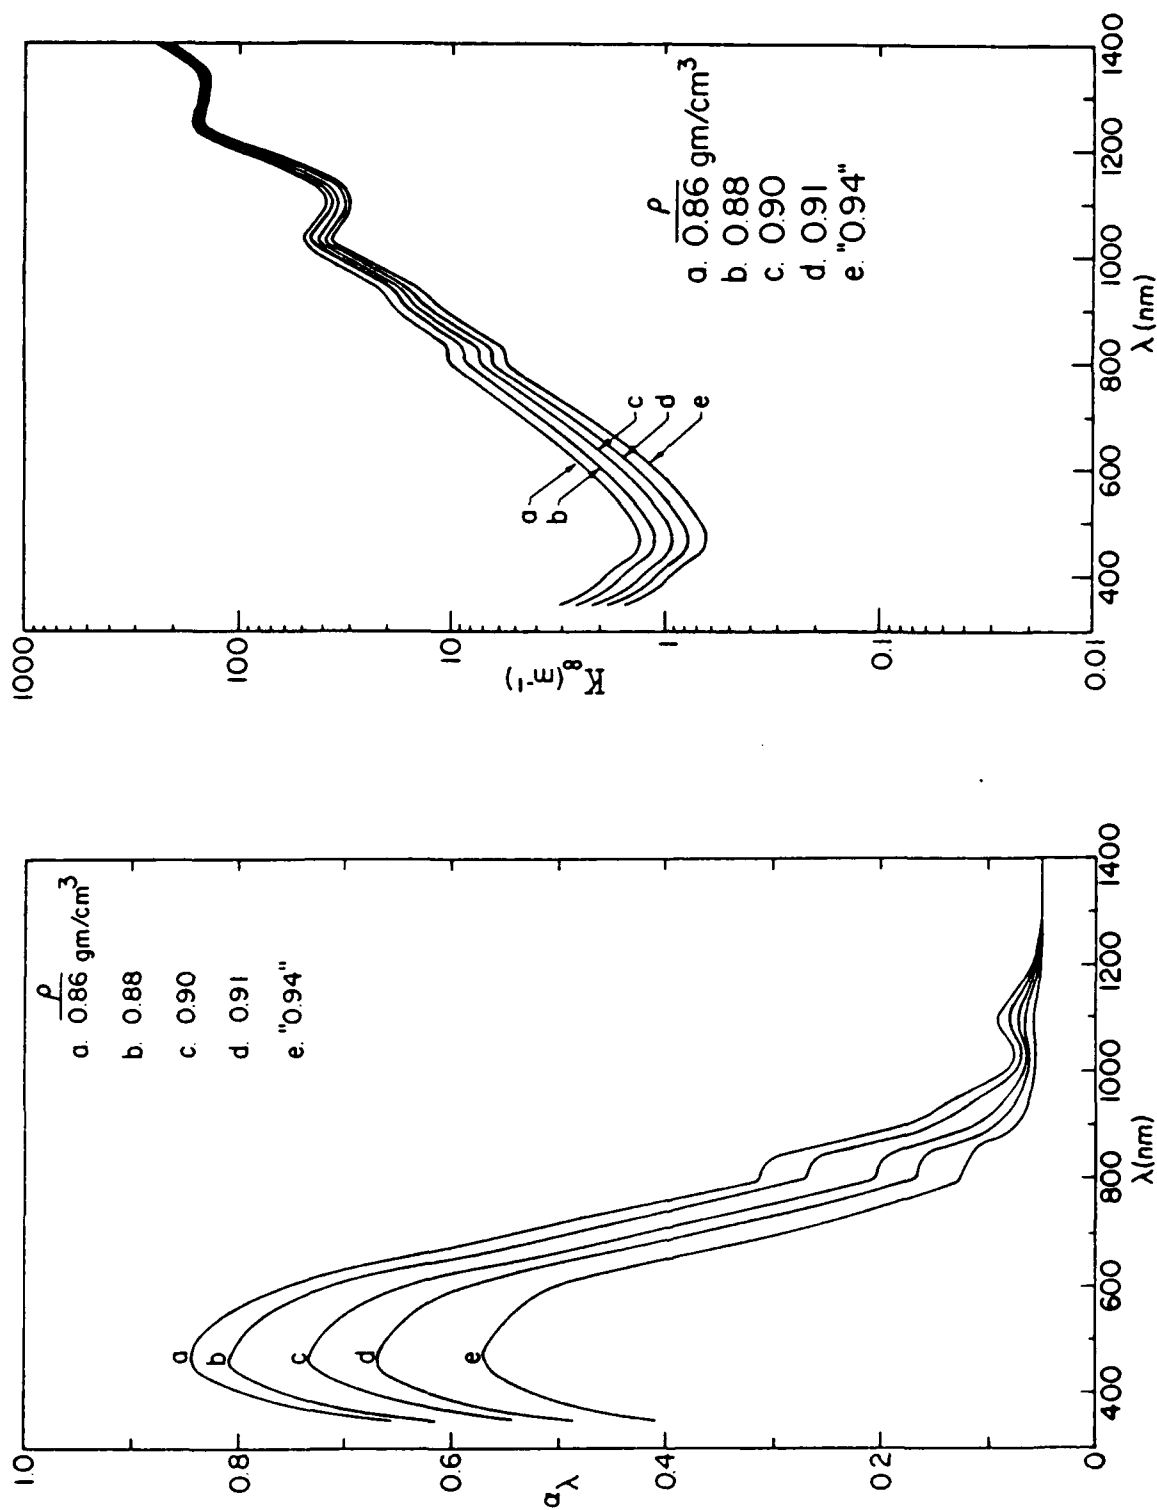 1.0
0.8
0.6
0.4
0.2
0
αλ
400
600
800
1000
1200
1400
λ(nm)
ρ
a. 0.86 gm/cm³
b. 0.88
c. 0.90
d. 0.91
e. "0.94"
a
b
c
d
e
1000
100
10
1
0.1
0.01
K∞(m⁻¹)
400
600
800
1000
1200
1400
λ(nm)
ρ
a. 0.86 gm/cm³
b. 0.88
c. 0.90
d. 0.91
e. "0.94"
a
b
c
d
e